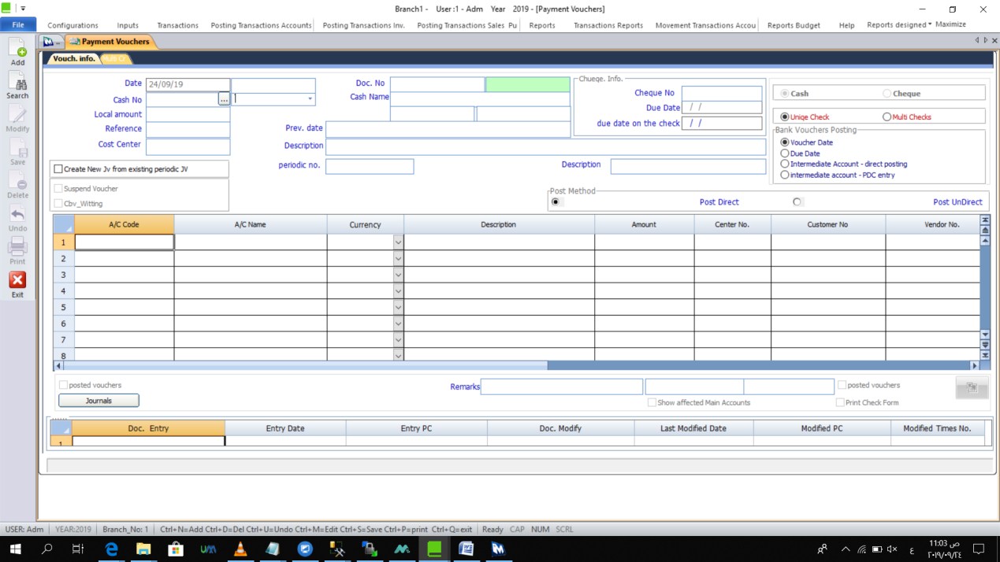 Branch1 - User :1 - Adm Year 2019 - [Payment Vouchers]
File Configurations Inputs Transactions Posting Transactions Accounts Posting Transactions Inv. Posting Transactions Sales Pu Reports Transactions Reports Movement Transactions Accou Reports Budget Help Reports designed Maximize
.. Payment Vouchers
Vouch. info. Multi Cr
Add
Search
Modify
Save
Delete
Undo
Print
Exit
Date 24/09/19 Doc. No
Cash No ... Cash Name
Local amount
Reference Prev. date
Cost Center Description
periodic no. Description
Chueqe. Info.
Cheque No
Due Date / /
due date on the check / /
Cash Cheque
Uniqe Check Multi Checks
Bank Vouchers Posting
Voucher Date
Due Date
Intermediate Account - direct posting
intermediate account - PDC entry
Create New Jv from existing periodic JV
Suspend Voucher
Cbv_Witting
Post Method
Post Direct Post UnDirect
A/C Code A/C Name Currency Description Amount Center No. Customer No Vendor No.
1
2
3
4
5
6
7
8
posted vouchers Remarks posted vouchers
Journals Show affected Main Accounts Print Check Form
Doc. Entry Entry Date Entry PC Doc. Modify Last Modified Date Modified PC Modified Times No.
1
USER: Adm YEAR:2019 Branch_No: 1 Ctrl+N=Add Ctrl+D=Del Ctrl+U=Undo Ctrl+M=Edit Ctrl+S=Save Ctrl+P=print Ctrl+Q=exit Ready CAP NUM SCRL
ع 11:03 ص
٢٠١٩/٠٩/٢٤